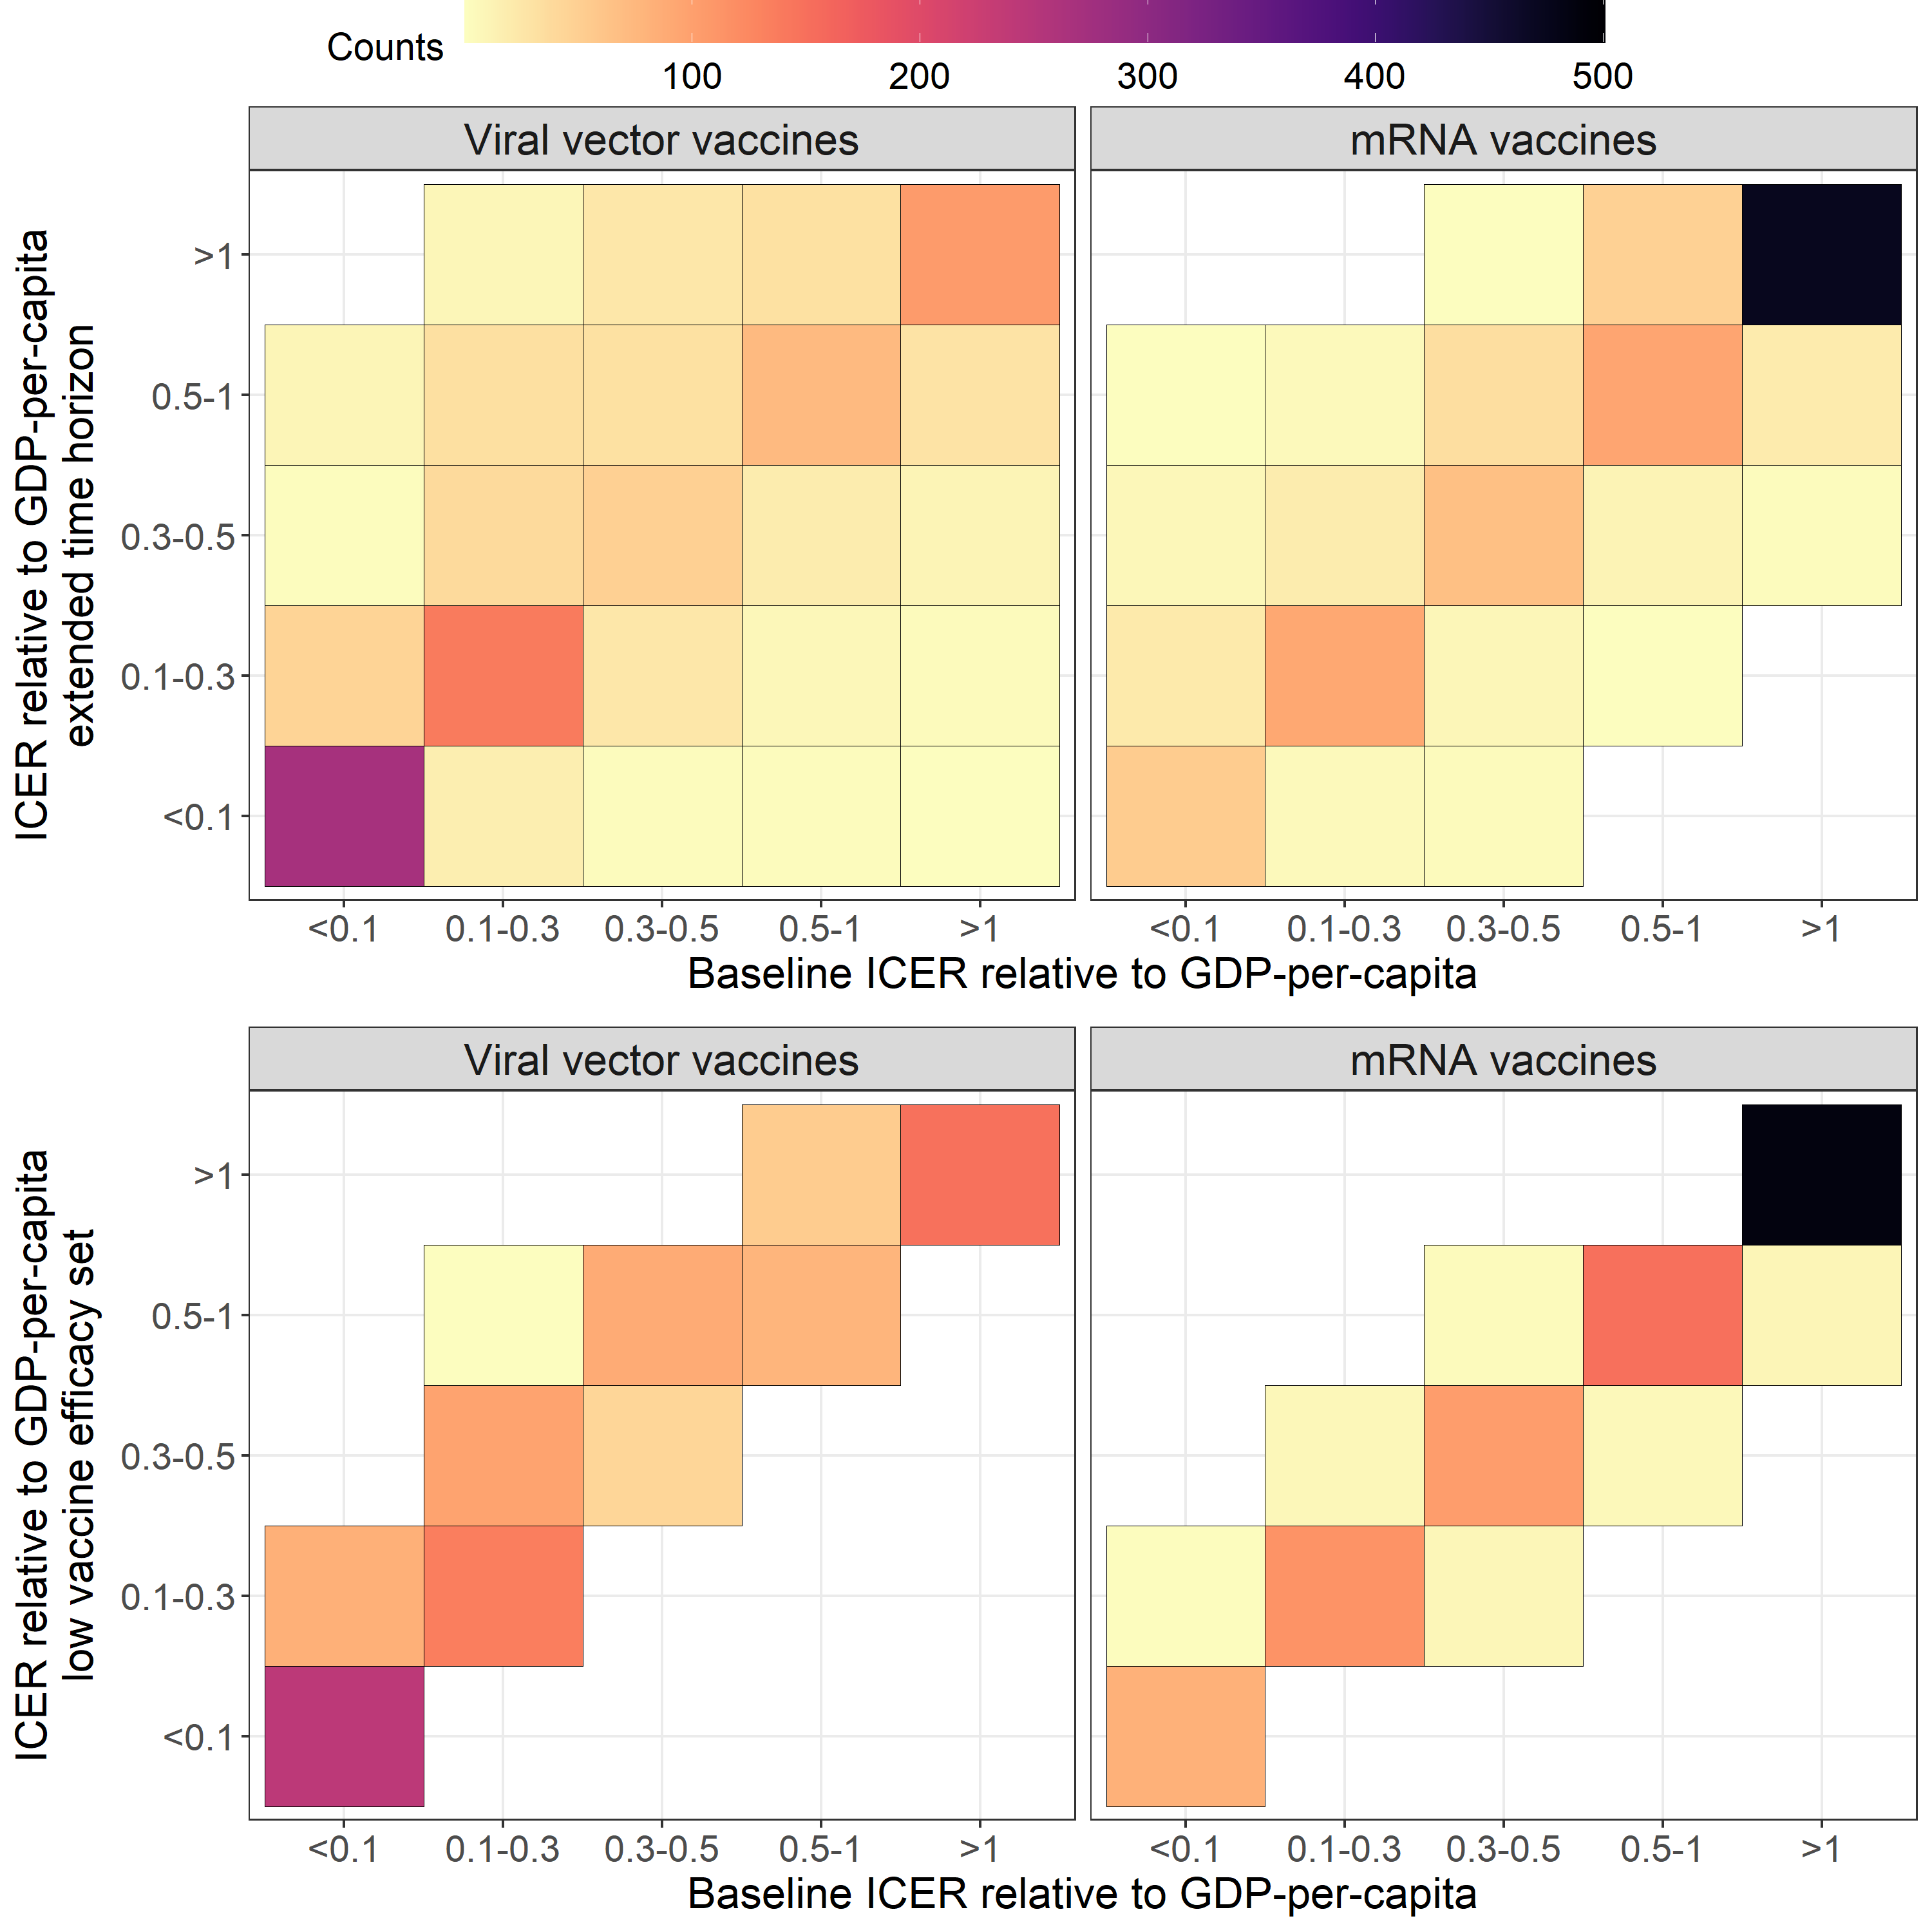 Counts
100 200 300 400 500
Viral vector vaccines
mRNA vaccines
ICER relative to GDP-per-capita
extended time horizon
>1
0.5-1
0.3-0.5
0.1-0.3
<0.1
<0.1 0.1-0.3 0.3-0.5 0.5-1 >1
<0.1 0.1-0.3 0.3-0.5 0.5-1 >1
Baseline ICER relative to GDP-per-capita
Viral vector vaccines
mRNA vaccines
ICER relative to GDP-per-capita
low vaccine efficacy set
>1
0.5-1
0.3-0.5
0.1-0.3
<0.1
<0.1 0.1-0.3 0.3-0.5 0.5-1 >1
<0.1 0.1-0.3 0.3-0.5 0.5-1 >1
Baseline ICER relative to GDP-per-capita